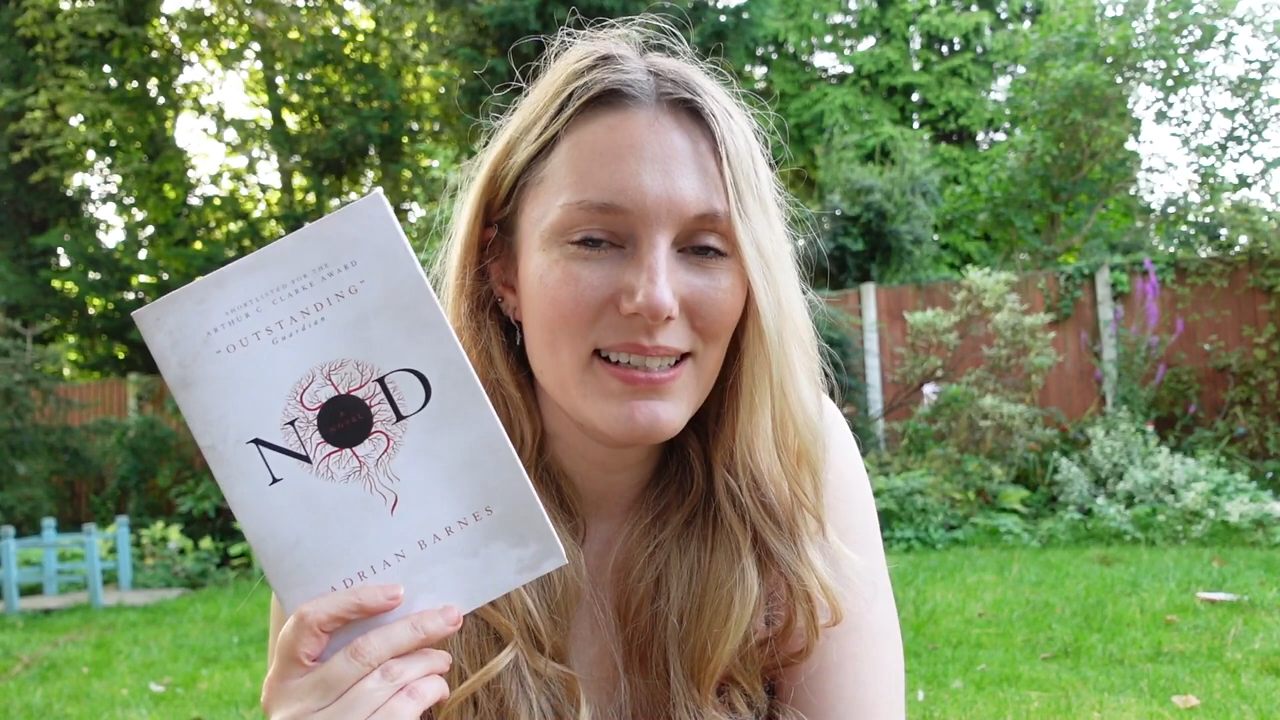 SHORTLISTED FOR THE
ARTHUR C. CLARKE AWARD
"OUTSTANDING"
Guardian
NOD
A
NOVEL
ADRIAN BARNES